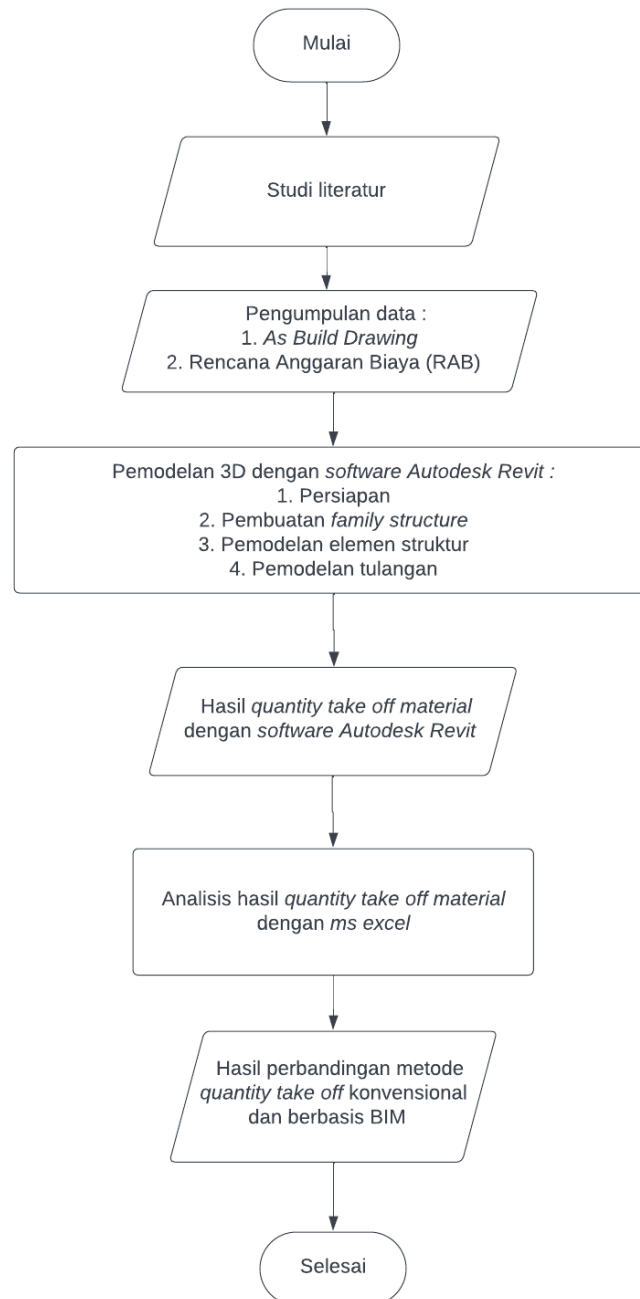 Mulai
Studi literatur
Pengumpulan data :
1. As Build Drawing
2. Rencana Anggaran Biaya (RAB)
Pemodelan 3D dengan software Autodesk Revit :
1. Persiapan
2. Pembuatan family structure
3. Pemodelan elemen struktur
4. Pemodelan tulangan
Hasil quantity take off material
dengan software Autodesk Revit
Analisis hasil quantity take off material
dengan ms excel
Hasil perbandingan metode
quantity take off konvensional
dan berbasis BIM
Selesai